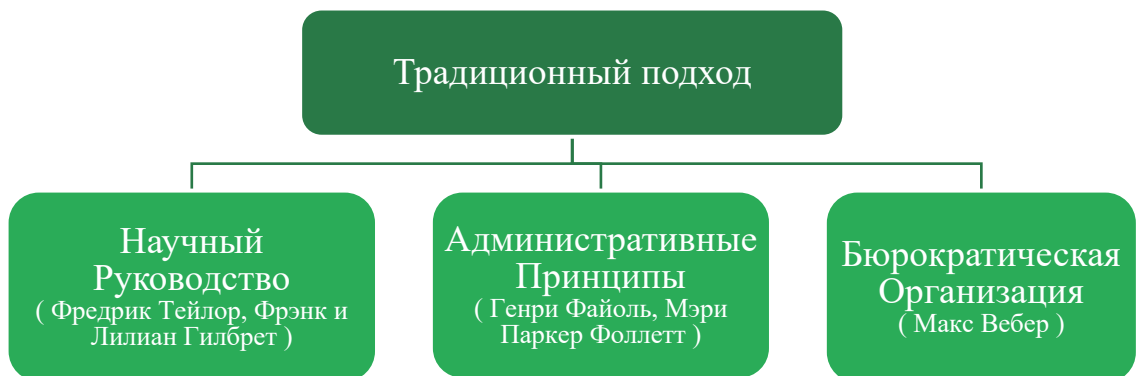 Традиционный подход
Научный
Руководство
( Фредрик Тейлор, Фрэнк и
Лилиан Гилбрет )
Административные
Принципы
( Генри Файоль, Мэри
Паркер Фоллетт )
Бюрократическая
Организация
( Макс Вебер )